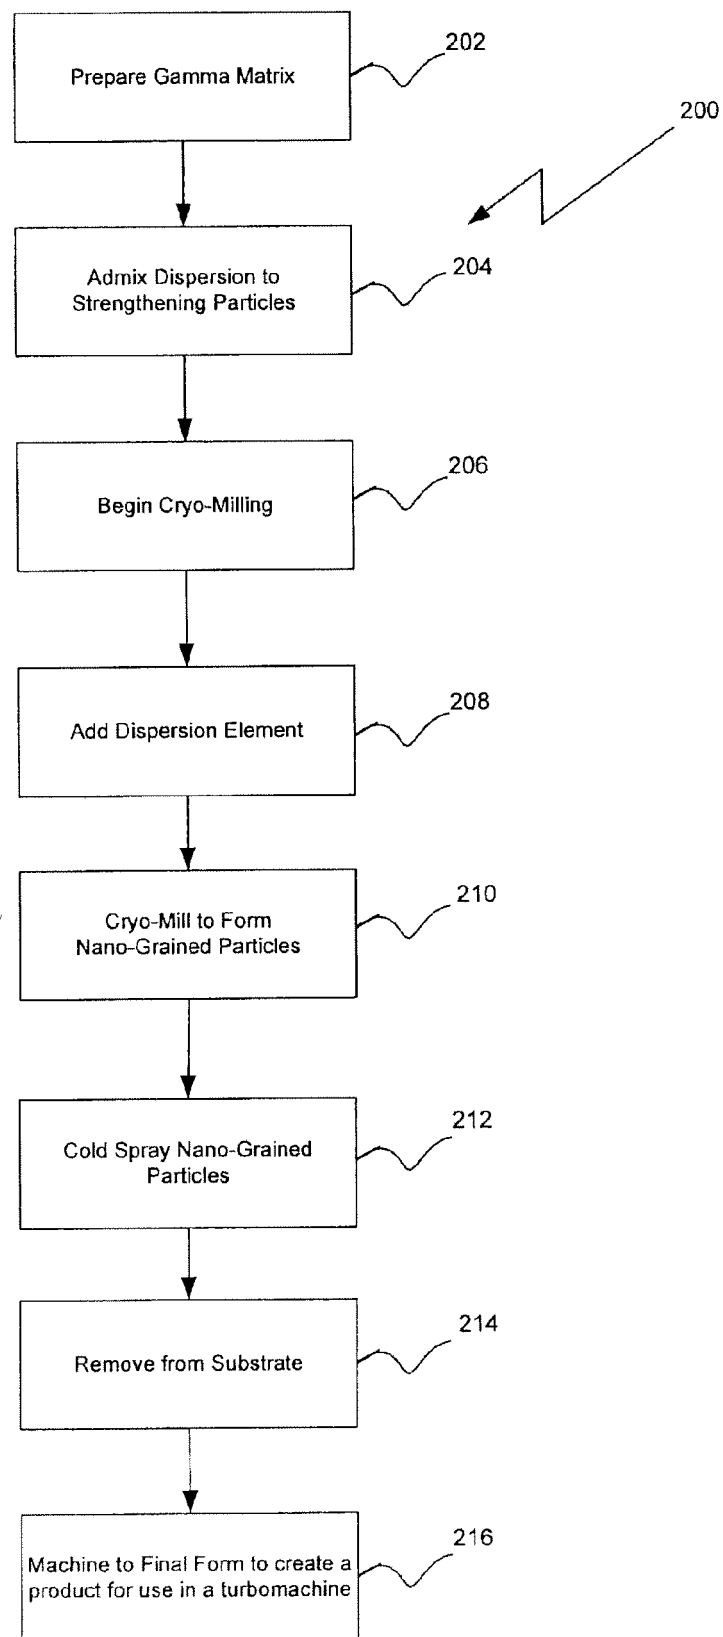 Prepare Gamma Matrix
202
200
Admix Dispersion to
Strengthening Particles
204
Begin Cryo-Milling
206
Add Dispersion Element
208
Cryo-Mill to Form
Nano-Grained Particles
210
Cold Spray Nano-Grained
Particles
212
Remove from Substrate
214
Machine to Final Form to create a
product for use in a turbomachine
216